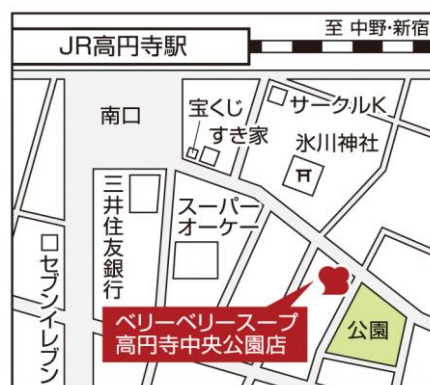 JR高円寺駅
至 中野・新宿
南口
宝くじ
すき家
サークルK
氷川神社
三井住友銀行
スーパー
オーケー
セブンイレブン
ベリーベリースープ
高円寺中央公園店
公園